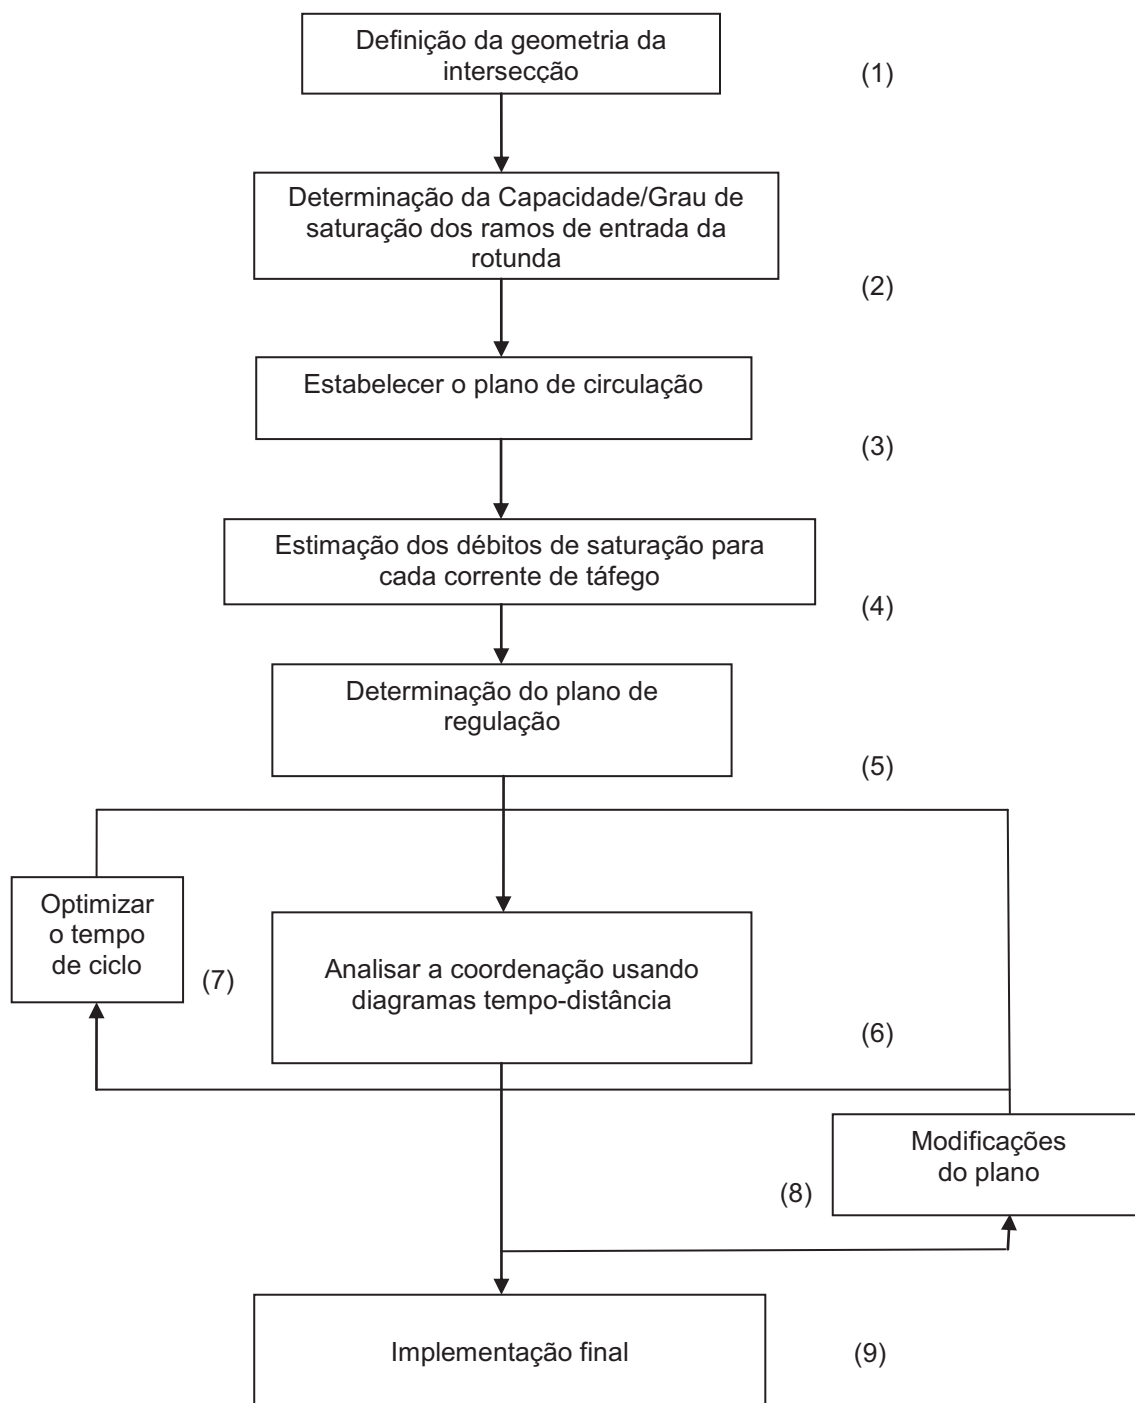 Definição da geometria da
intersecção
(1)
Determinação da Capacidade/Grau de
saturação dos ramos de entrada da
rotunda
(2)
Estabelecer o plano de circulação
(3)
Estimação dos débitos de saturação para
cada corrente de táfego
(4)
Determinação do plano de
regulação
(5)
Optimizar
o tempo
de ciclo
(7)
Analisar a coordenação usando
diagramas tempo-distância
(6)
Modificações
do plano
(8)
Implementação final
(9)